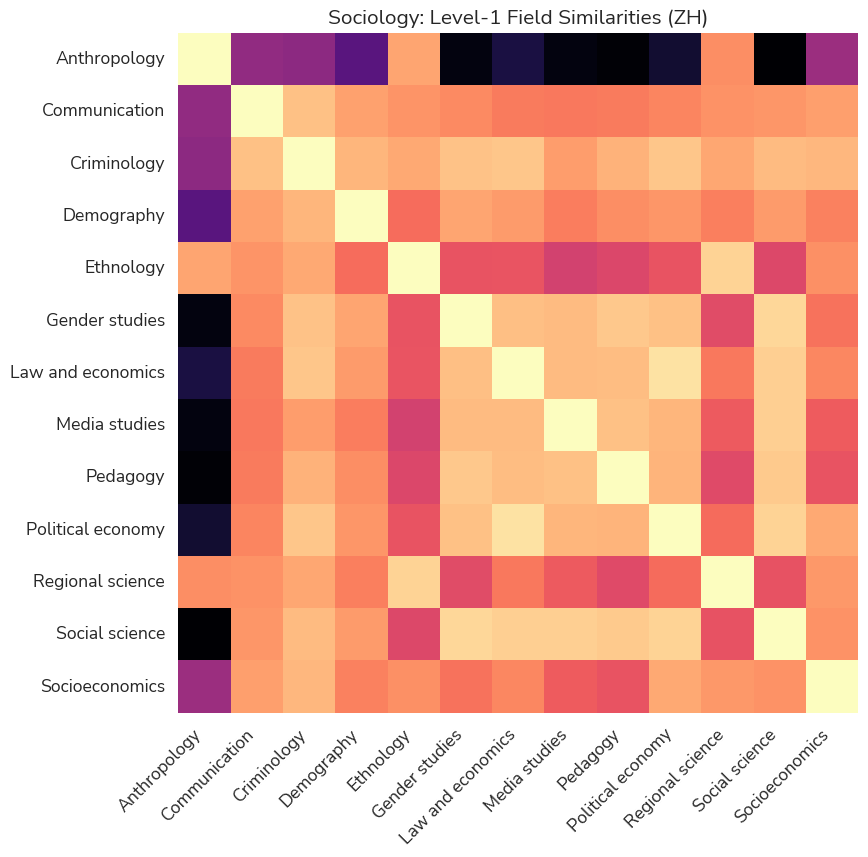 Sociology: Level-1 Field Similarities (ZH)
Anthropology
Communication
Criminology
Demography
Ethnology
Gender studies
Law and economics
Media studies
Pedagogy
Political economy
Regional science
Social science
Socioeconomics
Anthropology
Communication
Criminology
Demography
Ethnology
Gender studies
Law and economics
Media studies
Pedagogy
Political economy
Regional science
Social science
Socioeconomics